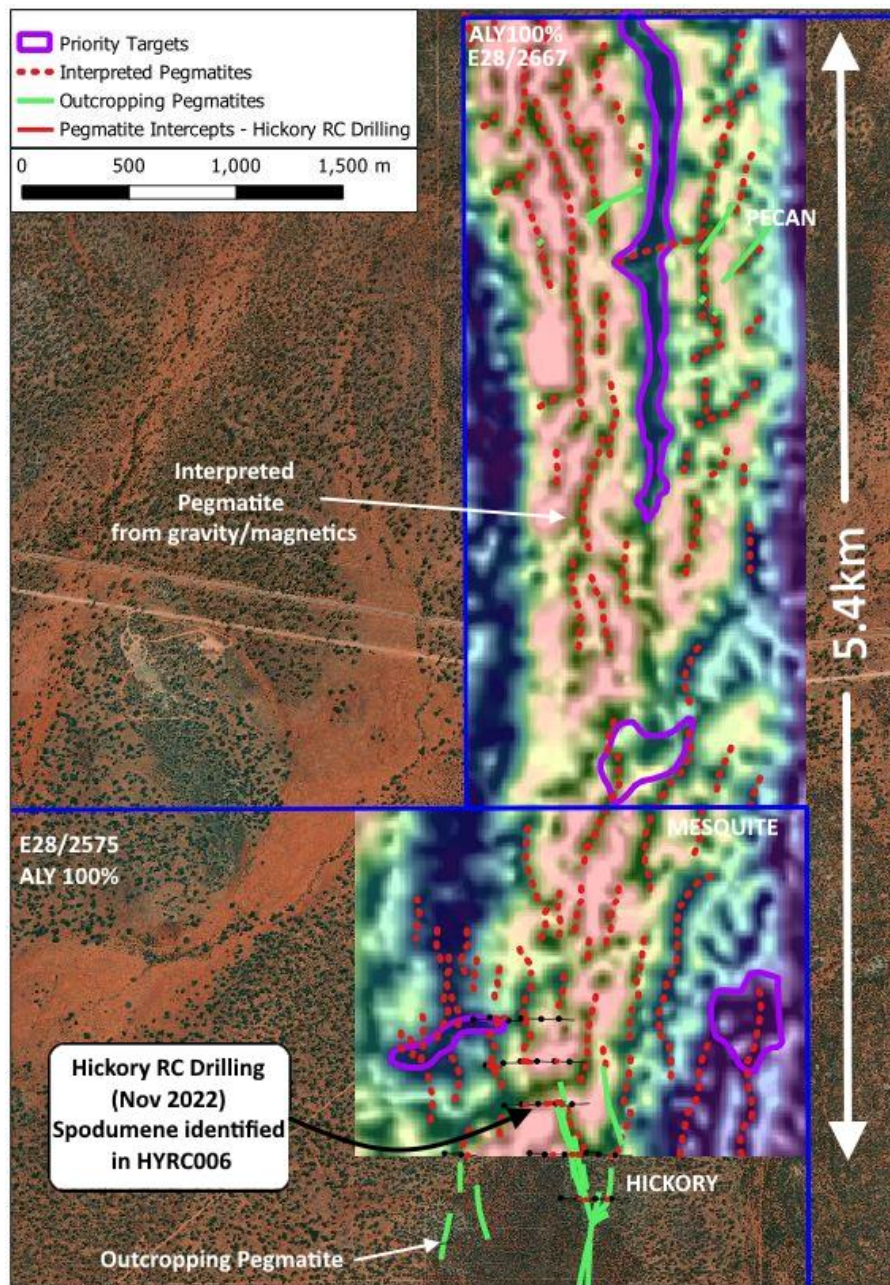 Priority Targets
Interpreted Pegmatites
Outcropping Pegmatites
Pegmatite Intercepts - Hickory RC Drilling
0 500 1,000 1,500 m
ALY100%
E28/2667
PECAN
Interpreted
Pegmatite
from gravity/magnetics
5.4km
E28/2575
ALY 100%
MESQUITE
Hickory RC Drilling
(Nov 2022)
Spodumene identified
in HYRC006
HICKORY
Outcropping Pegmatite